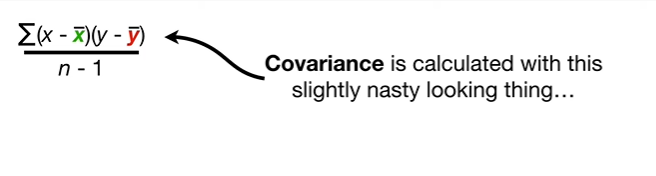 ∑(x - x̅)(y - y̅)
n - 1
Covariance is calculated with this
slightly nasty looking thing…